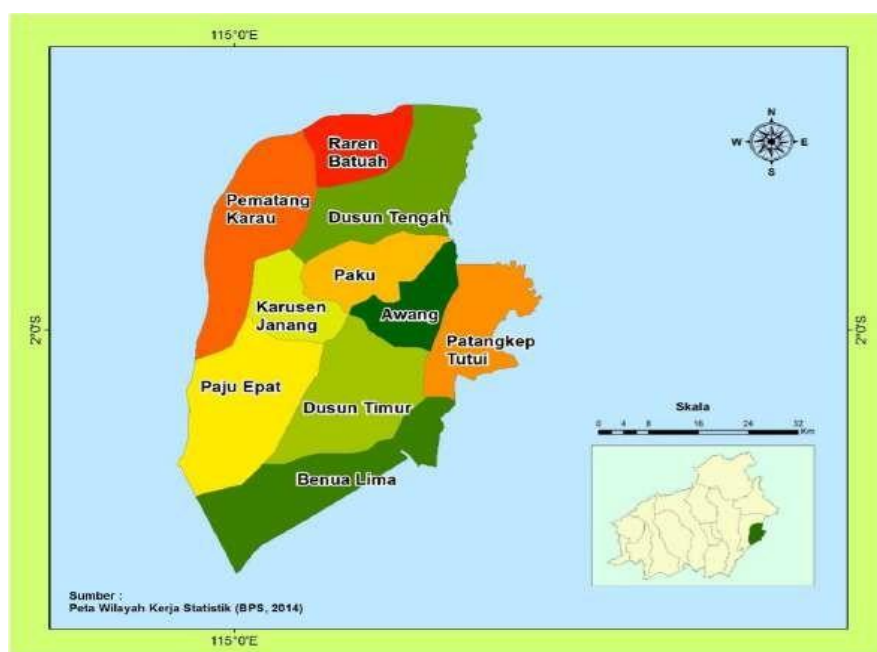 115°0'E
N
W E
S
Raren
Batuah
Pematang
Karau
Dusun Tengah
Paku
Karusen
Janang
Awang
2°0'S
2°0'S
Patangkep
Tutui
Paju Epat
Dusun Timur
Skala
0 4 8 16 24 32
Km
Benua Lima
Sumber :
Peta Wilayah Kerja Statistik (BPS, 2014)
115°0'E